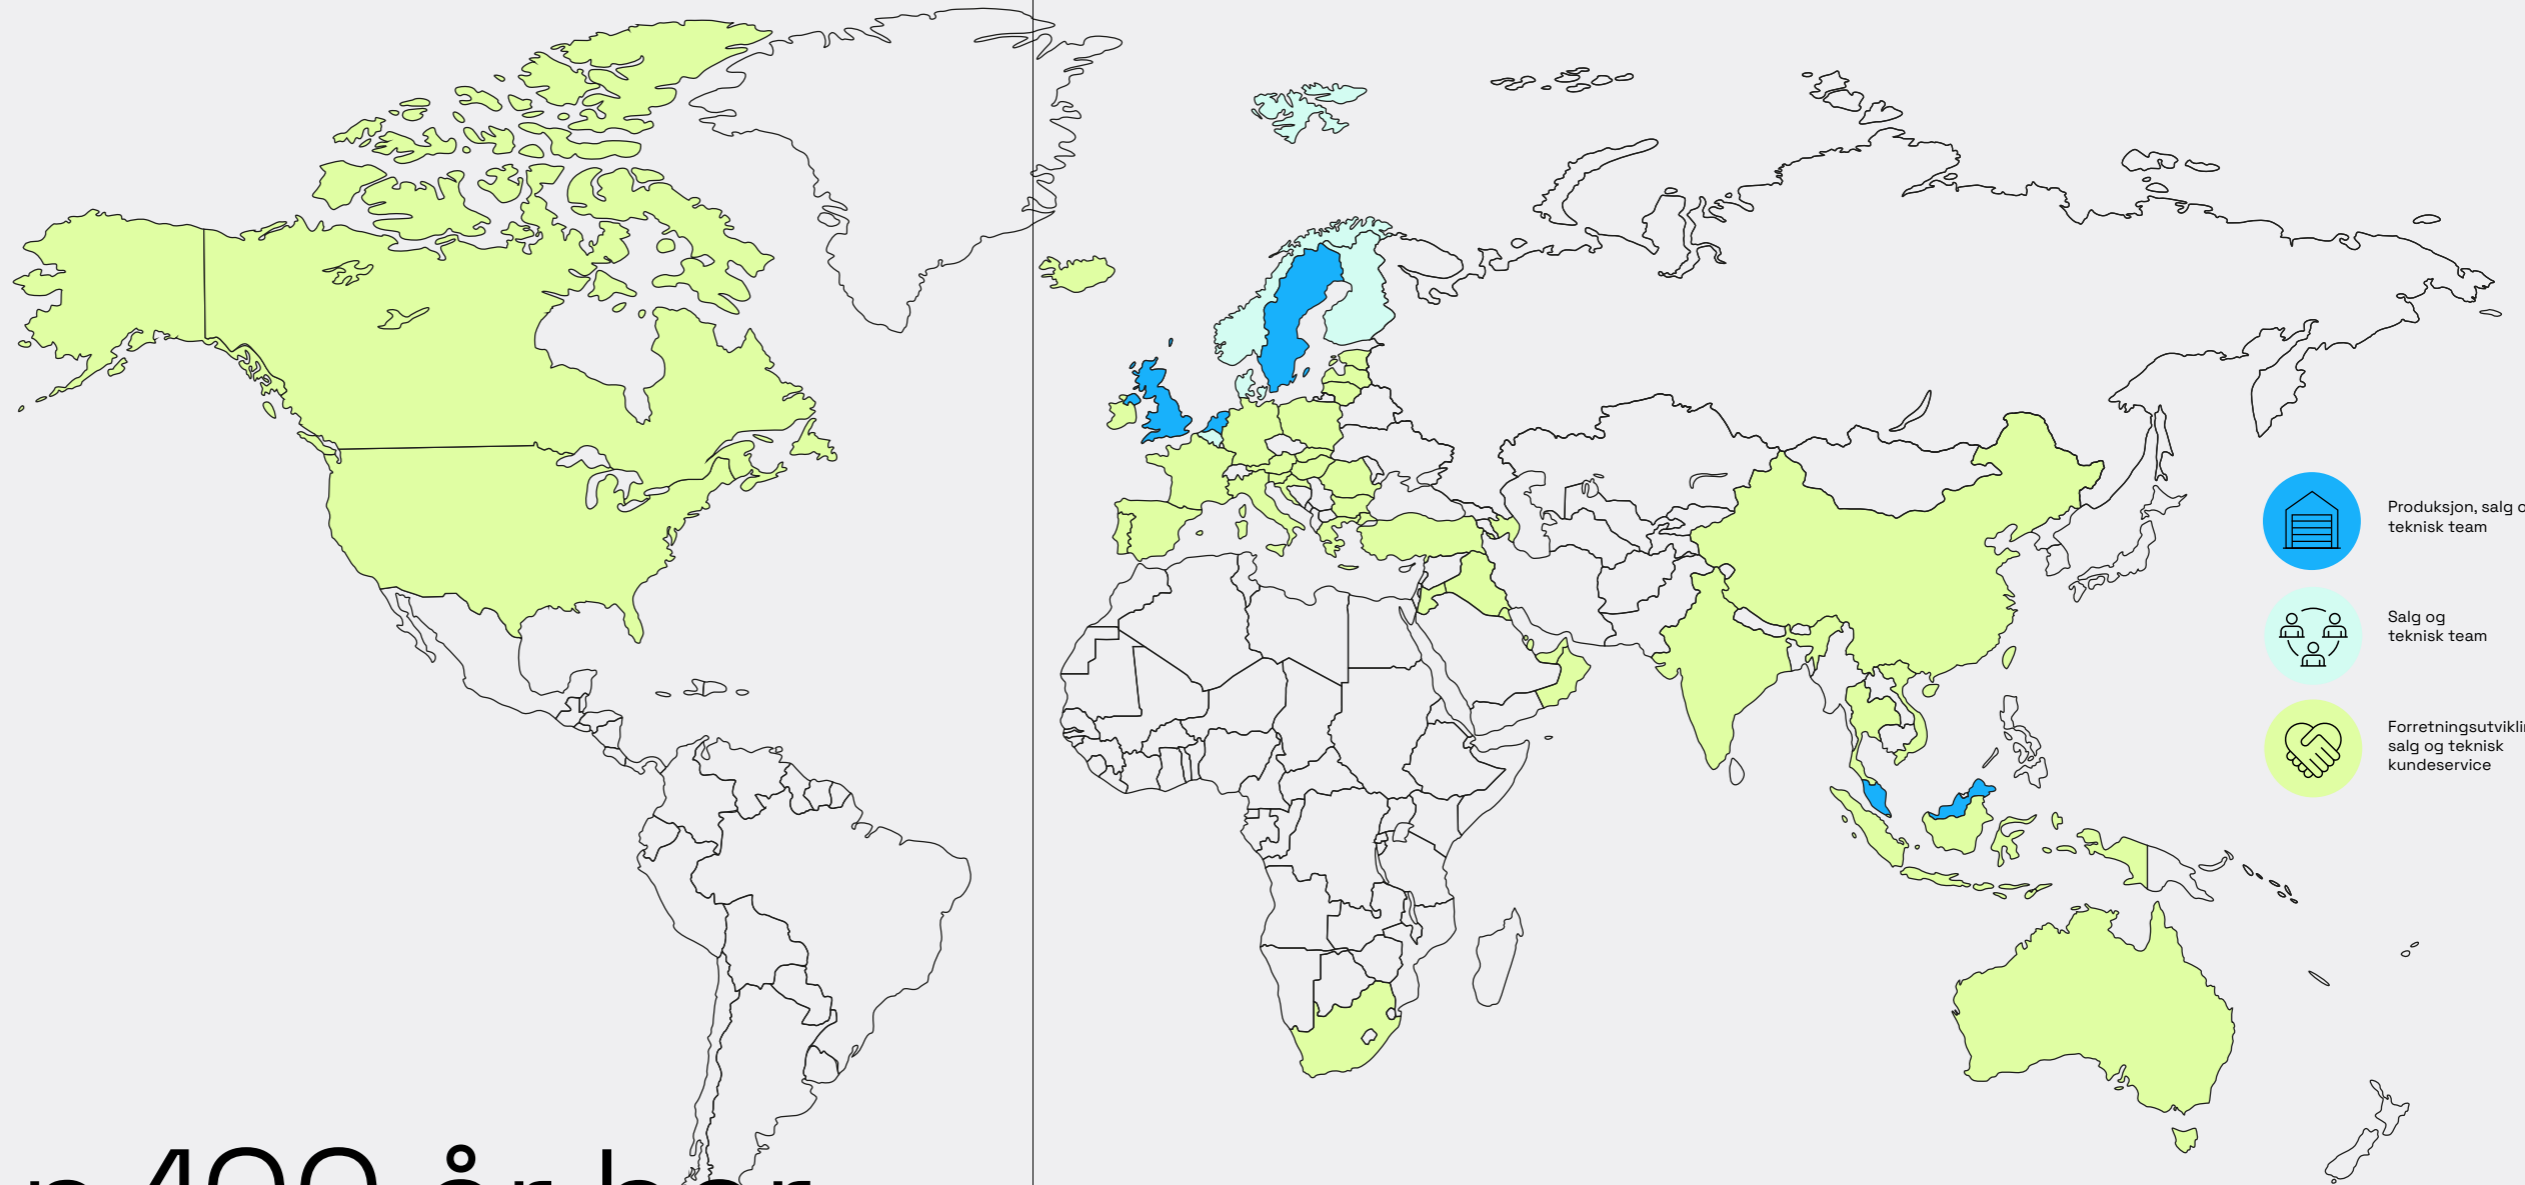 Produksjon, salg o
teknisk team
Salg og
teknisk team
Forretningsutvikli
salg og teknisk
kundeservice
n 400 år har